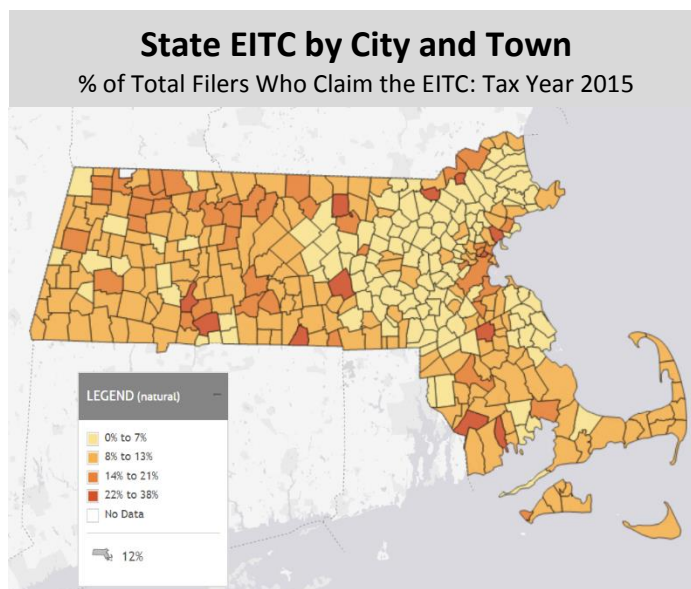 State EITC by City and Town
% of Total Filers Who Claim the EITC: Tax Year 2015
LEGEND (natural) –
0% to 7%
8% to 13%
14% to 21%
22% to 38%
No Data
12%